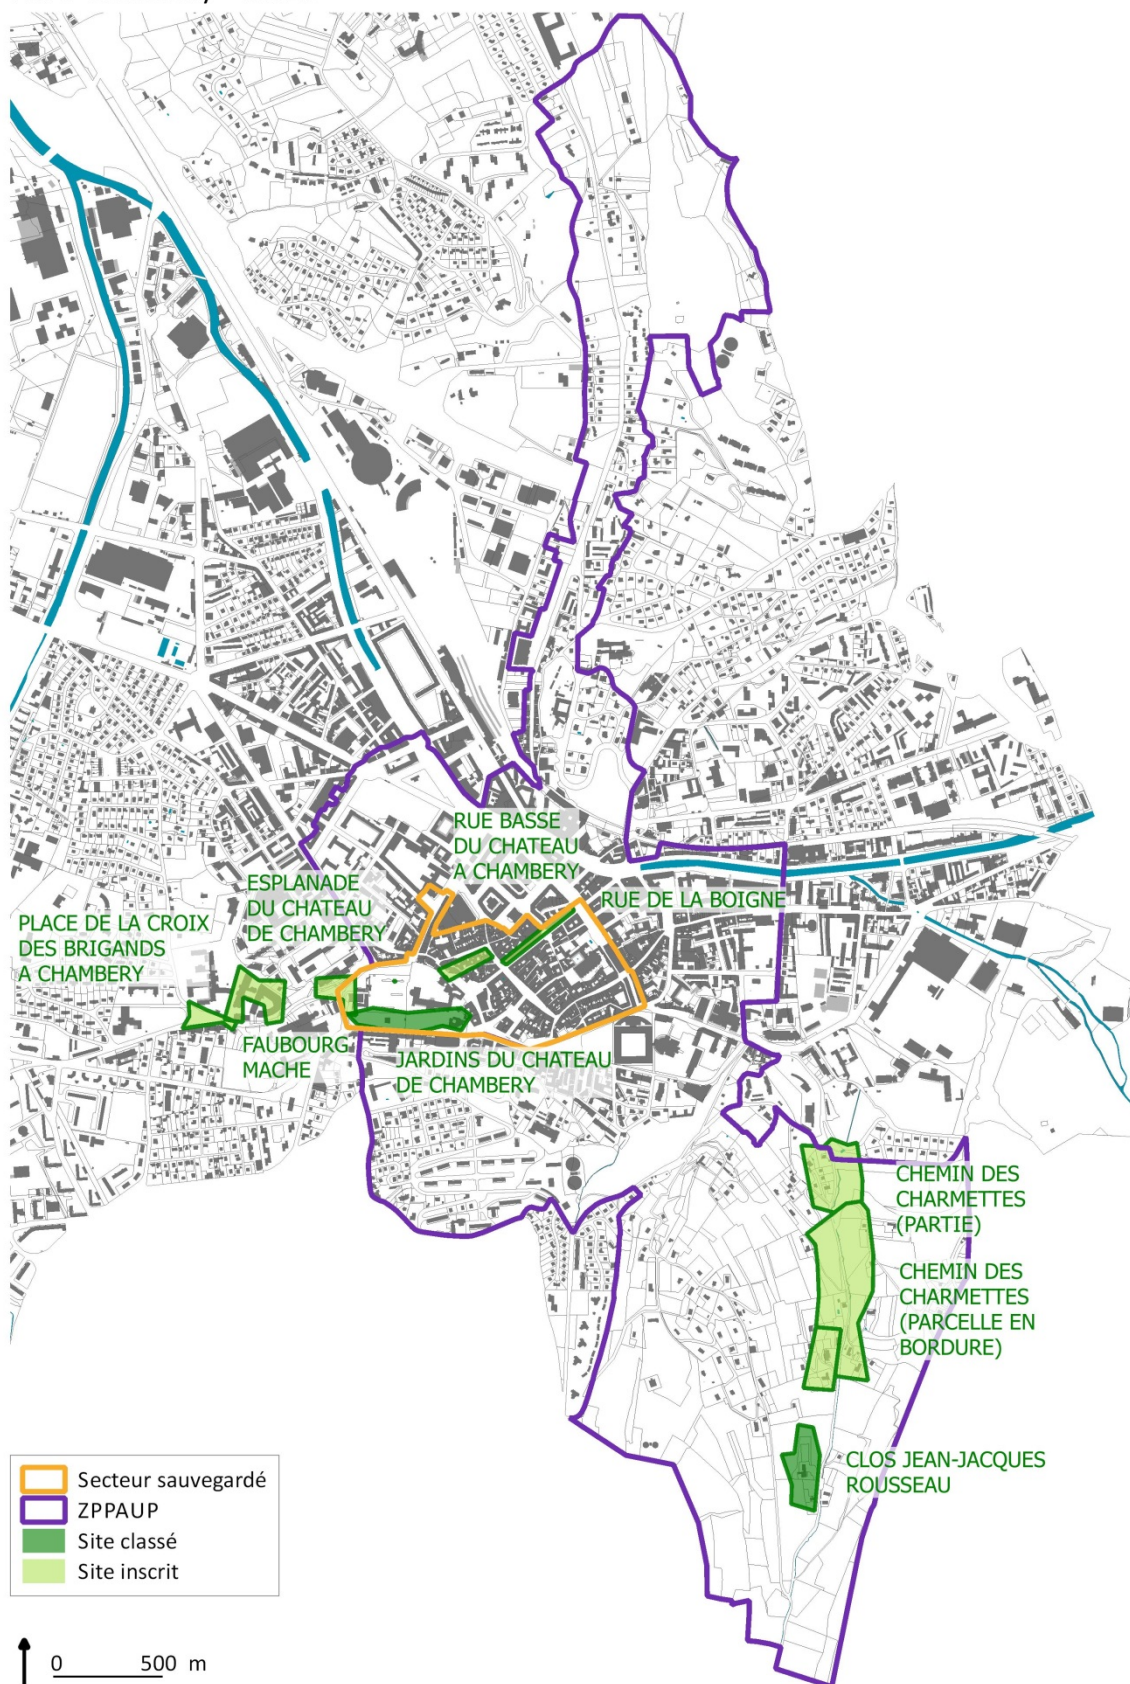 RUE BASSE
DU CHATEAU
A CHAMBERY
ESPLANADE
DU CHATEAU
DE CHAMBERY
RUE DE LA BOIGNE
PLACE DE LA CROIX
DES BRIGANDS
A CHAMBERY
FAUBOURG
MACHE
JARDINS DU CHATEAU
DE CHAMBERY
CHEMIN DES
CHARMETTES
(PARTIE)
CHEMIN DES
CHARMETTES
(PARCELLE EN
BORDURE)
CLOS JEAN-JACQUES
ROUSSEAU
Secteur sauvegardé
ZPPAUP
Site classé
Site inscrit
0 500 m